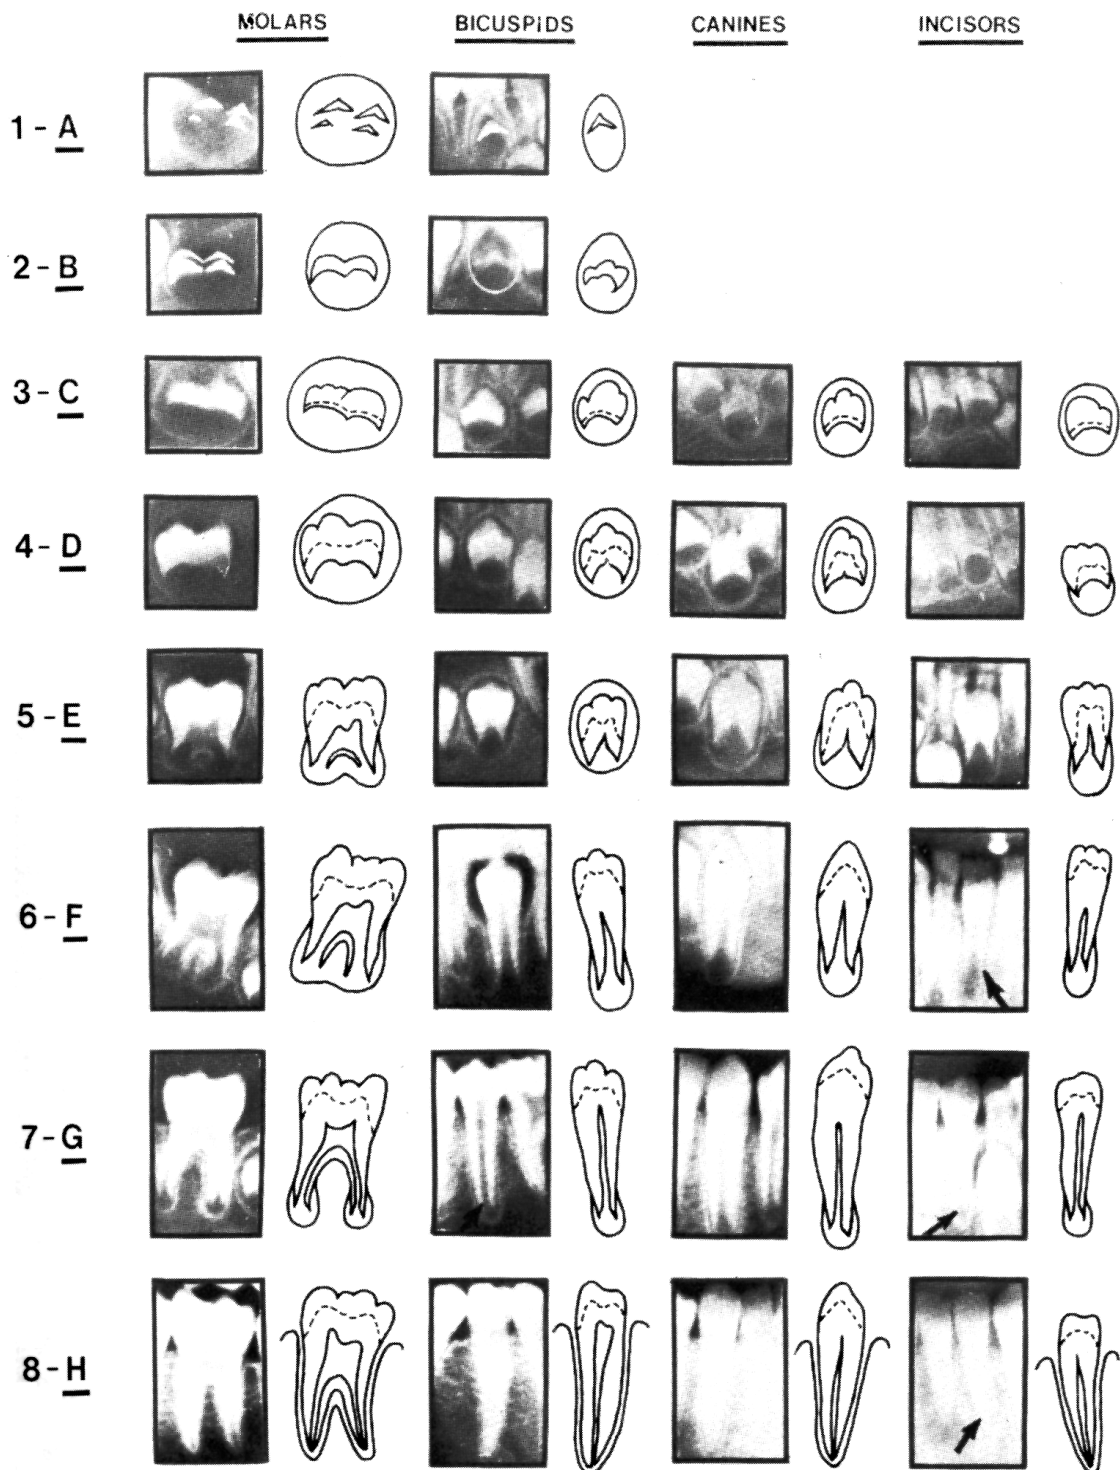 MOLARS BICUSPIDS CANINES INCISORS
1 - A
2 - B
3 - C
4 - D
5 - E
6 - F
7 - G
8 - H